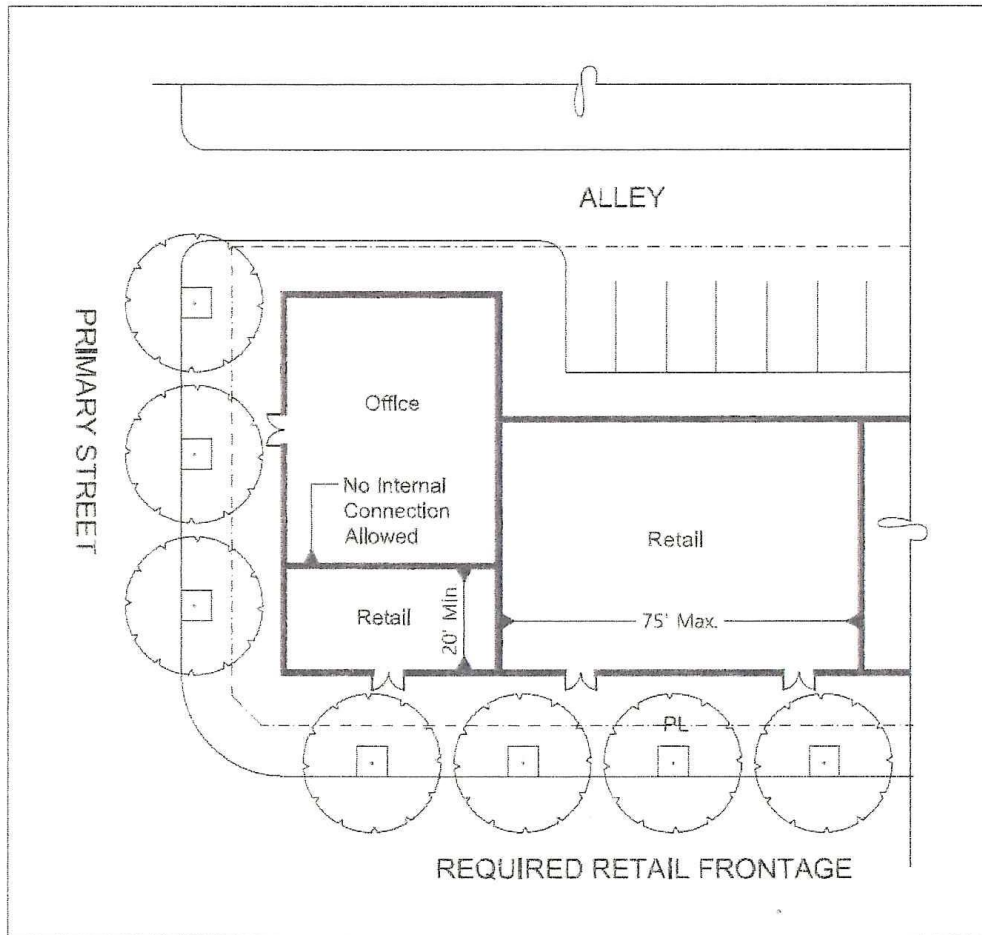 ALLEY
PRIMARY STREET
Office
No Internal
Connection
Allowed
Retail
Retail
20' Min.
75' Max.
PL
REQUIRED RETAIL FRONTAGE